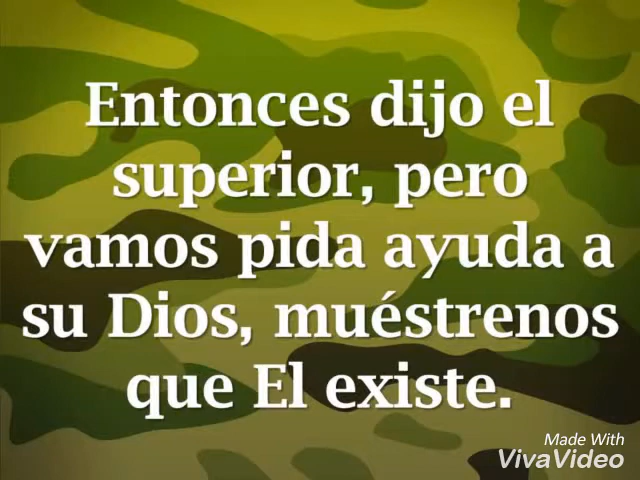 Entonces dijo el
superior, pero
vamos pida ayuda a
su Dios, muéstrenos
que El existe.
Made With
VivaVideo